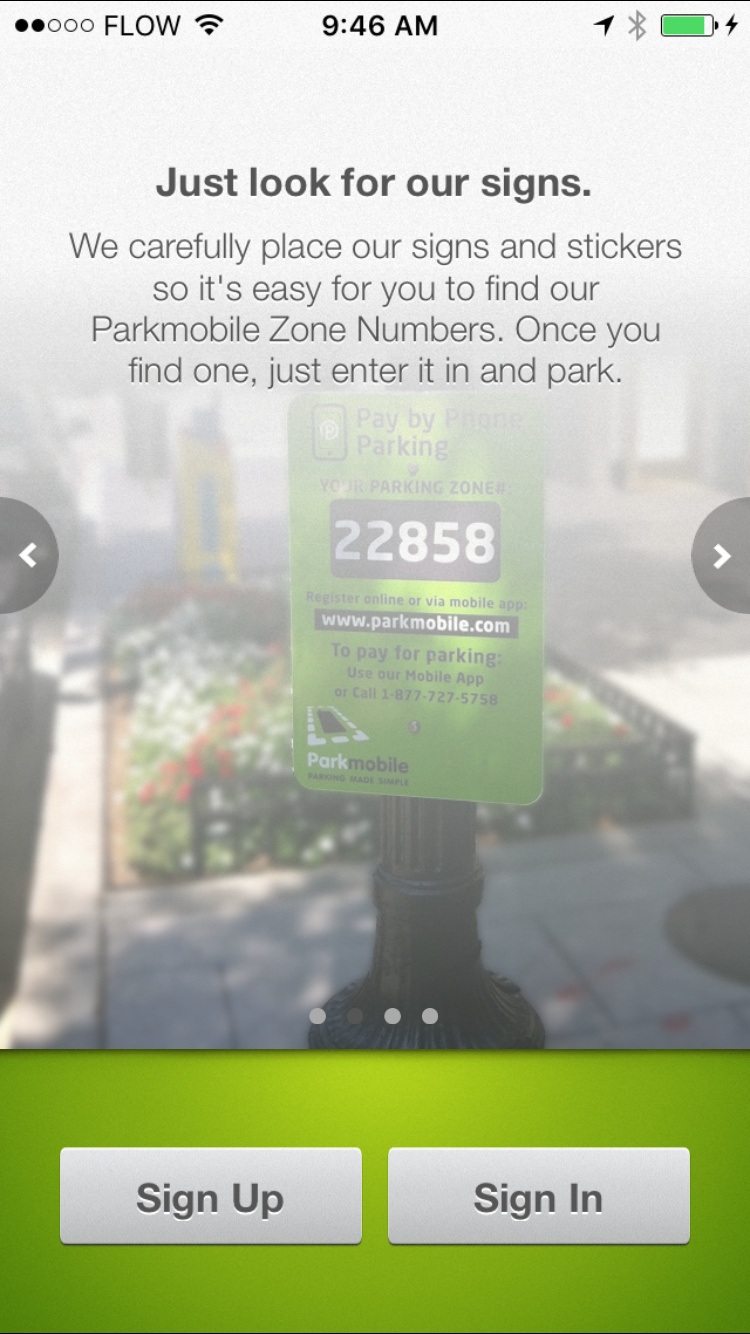 FLOW
9:46 AM
Just look for our signs.
We carefully place our signs and stickers
so it's easy for you to find our
Parkmobile Zone Numbers. Once you
find one, just enter it in and park.
Pay by Phone
Parking
YOUR PARKING ZONE#:
22858
Register online or via mobile app:
www.parkmobile.com
To pay for parking:
Use our Mobile App
or Call 1-877-727-5758
Parkmobile
PARKING MADE SIMPLE
Sign Up
Sign In